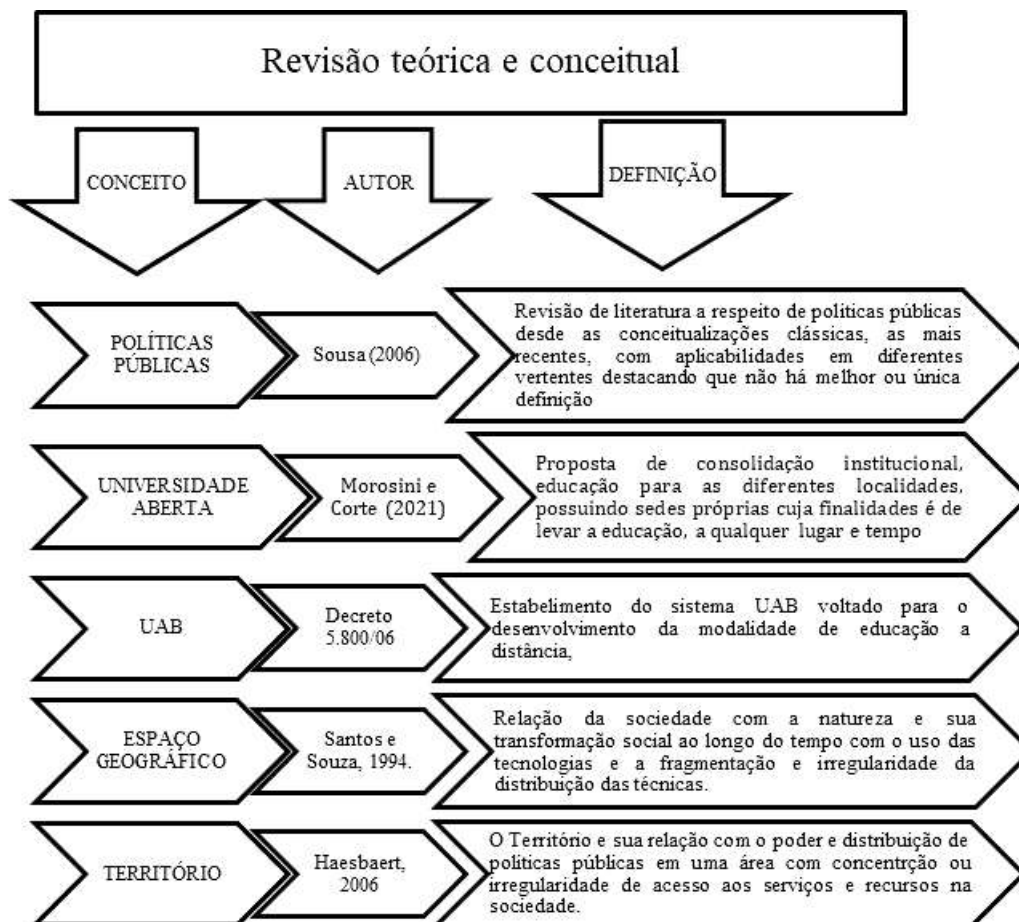 Revisão teórica e conceitual
CONCEITO
AUTOR
DEFINIÇÃO
POLÍTICAS
PÚBLICAS
Sousa (2006)
Revisão de literatura a respeito de políticas públicas
desde as conceitualizações clássicas, as mais
recentes, com aplicabilidades em diferentes
vertentes destacando que não há melhor ou única
definição
UNIVERSIDADE
ABERTA
Morosini e
Corte (2021)
Proposta de consolidação institucional,
educação para as diferentes localidades,
possuindo sedes próprias cuja finalidades é de
levar a educação, a qualquer lugar e tempo
UAB
Decreto
5.800/06
Estabelimento do sistema UAB voltado para o
desenvolvimento da modalidade de educação a
distância,
ESPAÇO
GEOGRÁFICO
Santos e
Souza, 1994.
Relação da sociedade com a natureza e sua
transformação social ao longo do tempo com o uso das
tecnologias e a fragmentação e irregularidade da
distribuição das técnicas.
TERRITÓRIO
Haesbaert,
2006
O Território e sua relação com o poder e distribuição de
políticas públicas em uma área com concentrção ou
irregularidade de acesso aos serviços e recursos na
sociedade.